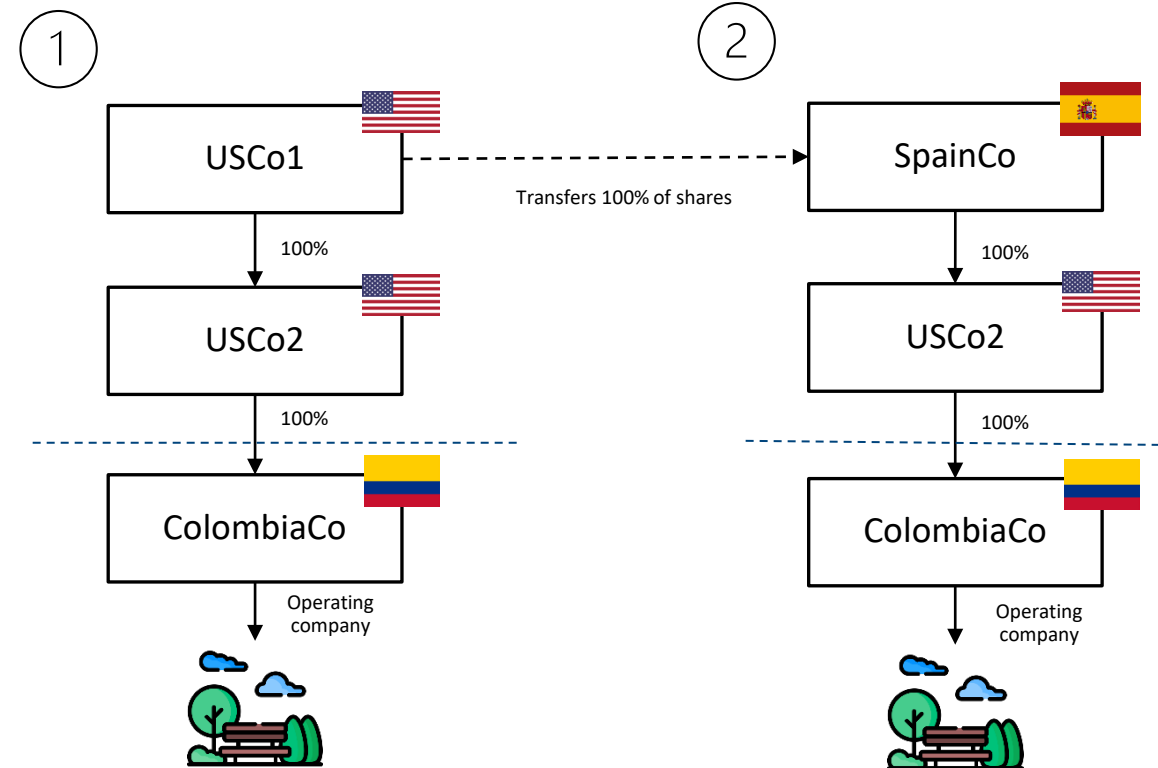 1
2
USCo1
SpainCo
Transfers 100% of shares
100%
100%
USCo2
USCo2
100%
100%
ColombiaCo
ColombiaCo
Operating
company
Operating
company